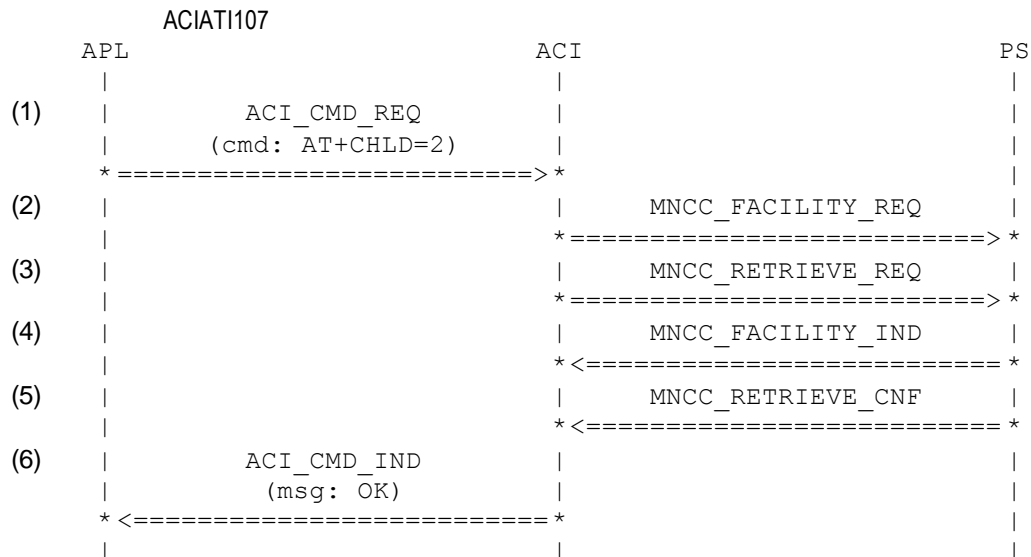 ACIATI107
APL ACI PS
| | |
(1) | ACI_CMD_REQ | |
| (cmd: AT+CHLD=2) | |
*==========================>* |
(2) | | MNCC_FACILITY_REQ |
| *==========================>*
(3) | | MNCC_RETRIEVE_REQ |
| *==========================>*
(4) | | MNCC_FACILITY_IND |
| *<==========================*
(5) | | MNCC_RETRIEVE_CNF |
| *<==========================*
(6) | ACI_CMD_IND | |
| (msg: OK) | |
*<==========================* |
| | |